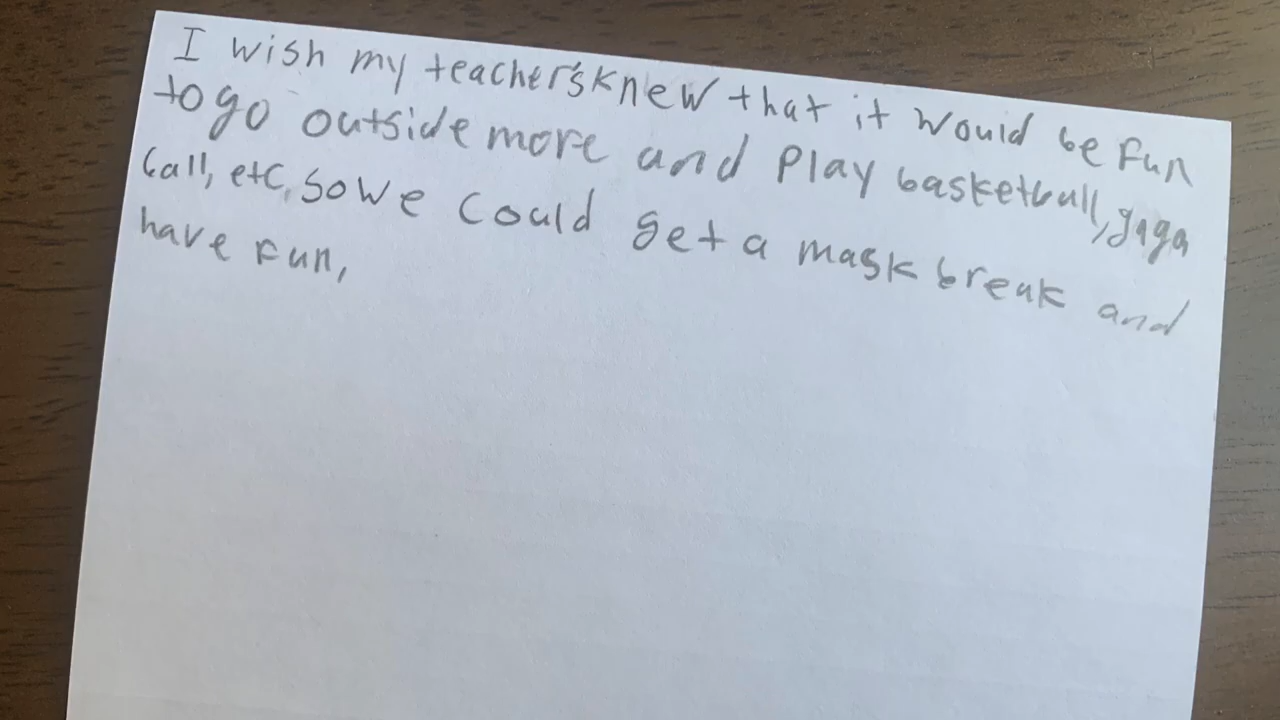 I wish my teacher's knew that it would be fun
to go outside more and play basketball, gaga
ball, etc, so we could get a mask break and
have fun,